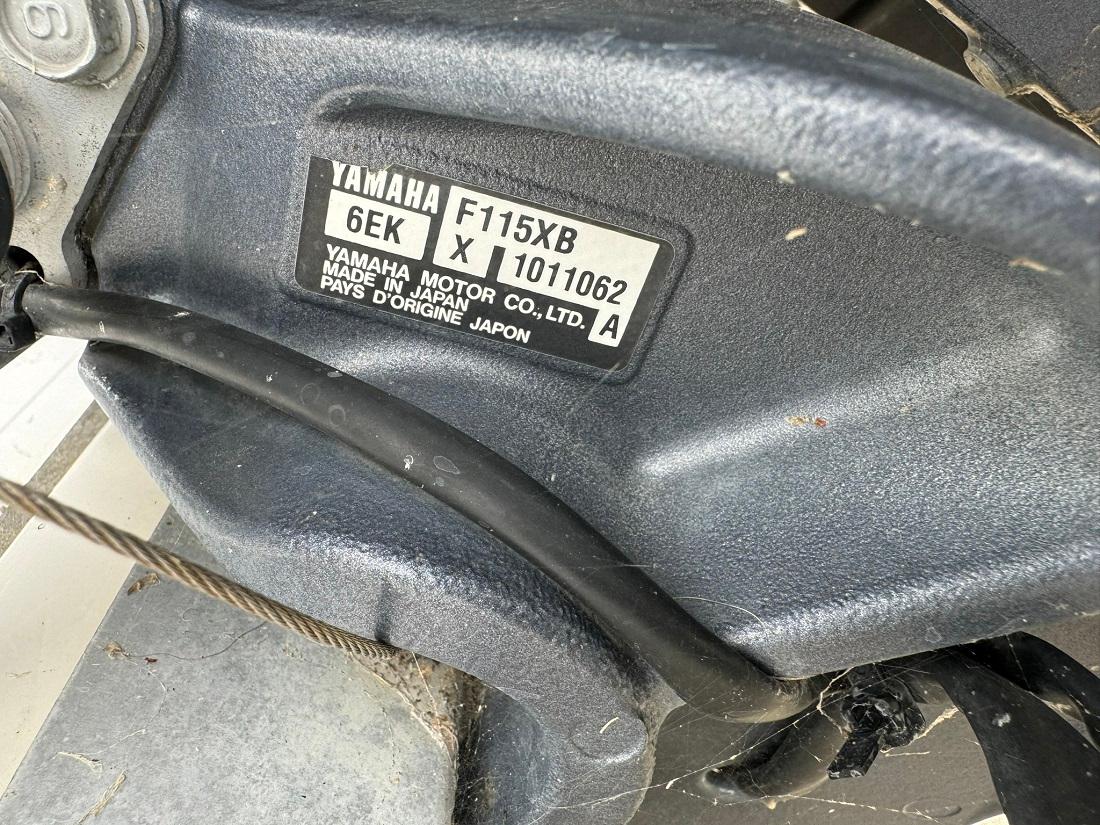 YAMAHA
F115XB
6EK
X
1011062
YAMAHA MOTOR CO., LTD.
MADE IN JAPAN
PAYS D'ORIGINE JAPON
A